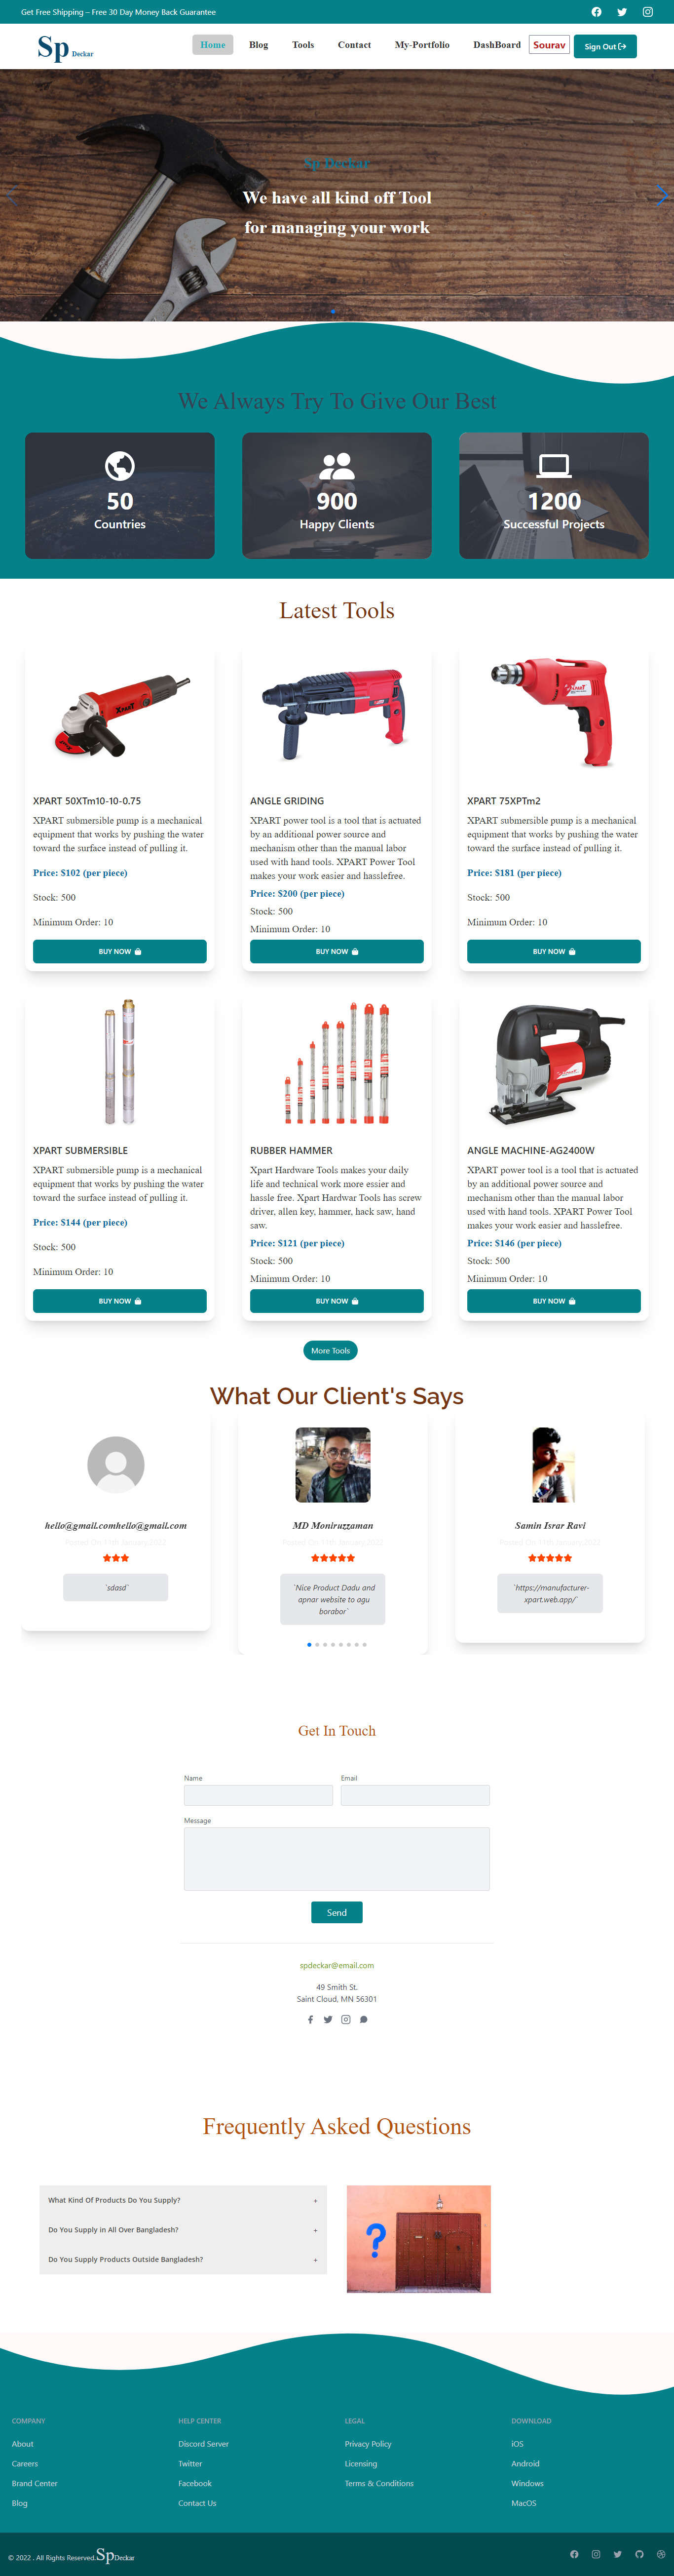 Get Free Shipping – Free 30 Day Money Back Guarantee
Sp Deckar
Home Blog Tools Contact My-Portfolio DashBoard Sourav Sign Out
Sp Deckar
We have all kind off Tool
for managing your work
We Always Try To Give Our Best
50
Countries
900
Happy Clients
1200
Successful Projects
Latest Tools
XPART 50XTm10-10-0.75
XPART submersible pump is a mechanical
equipment that works by pushing the water
toward the surface instead of pulling it.
Price: $102 (per piece)
Stock: 500
Minimum Order: 10
BUY NOW
ANGLE GRIDING
XPART power tool is a tool that is actuated
by an additional power source and
mechanism other than the manual labor
used with hand tools. XPART Power Tool
makes your work easier and hasslefree.
Price: $200 (per piece)
Stock: 500
Minimum Order: 10
BUY NOW
XPART 75XPTm2
XPART submersible pump is a mechanical
equipment that works by pushing the water
toward the surface instead of pulling it.
Price: $181 (per piece)
Stock: 500
Minimum Order: 10
BUY NOW
XPART SUBMERSIBLE
XPART submersible pump is a mechanical
equipment that works by pushing the water
toward the surface instead of pulling it.
Price: $144 (per piece)
Stock: 500
Minimum Order: 10
BUY NOW
RUBBER HAMMER
Xpart Hardware Tools makes your daily
life and technical work more essier and
hassle free. Xpart Hardwar Tools has screw
driver, allen key, hammer, hack saw, hand
saw.
Price: $121 (per piece)
Stock: 500
Minimum Order: 10
BUY NOW
ANGLE MACHINE-AG2400W
XPART power tool is a tool that is actuated
by an additional power source and
mechanism other than the manual labor
used with hand tools. XPART Power Tool
makes your work easier and hasslefree.
Price: $146 (per piece)
Stock: 500
Minimum Order: 10
BUY NOW
More Tools
What Our Client's Says
hello@gmail.comhello@gmail.com
`sdasd`
MD Moniruzzaman
`Nice Product Dadu and
apnar website to agu
borabor`
Samin Israr Ravi
`https://manufacturer-
xpart.web.app/`
Get In Touch
Name
Email
Message
Send
spdeckar@email.com
49 Smith St.
Saint Cloud, MN 56301
Frequently Asked Questions
What Kind Of Products Do You Supply? +
Do You Supply in All Over Bangladesh? +
Do You Supply Products Outside Bangladesh? +
?
COMPANY
About
Careers
Brand Center
Blog
HELP CENTER
Discord Server
Twitter
Facebook
Contact Us
LEGAL
Privacy Policy
Licensing
Terms & Conditions
DOWNLOAD
iOS
Android
Windows
MacOS
© 2022 . All Rights Reserved.SpDeckar